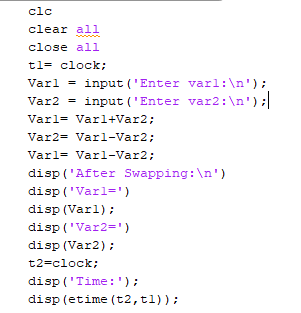 clc
clear all
close all
t1= clock;
Var1 = input('Enter var1:\n');
Var2 = input('Enter var2:\n');
Var1= Var1+Var2;
Var2= Var1-Var2;
Var1= Var1-Var2;
disp('After Swapping:\n')
disp('Var1=')
disp(Var1);
disp('Var2=')
disp(Var2);
t2=clock;
disp('Time:');
disp(etime(t2,t1));